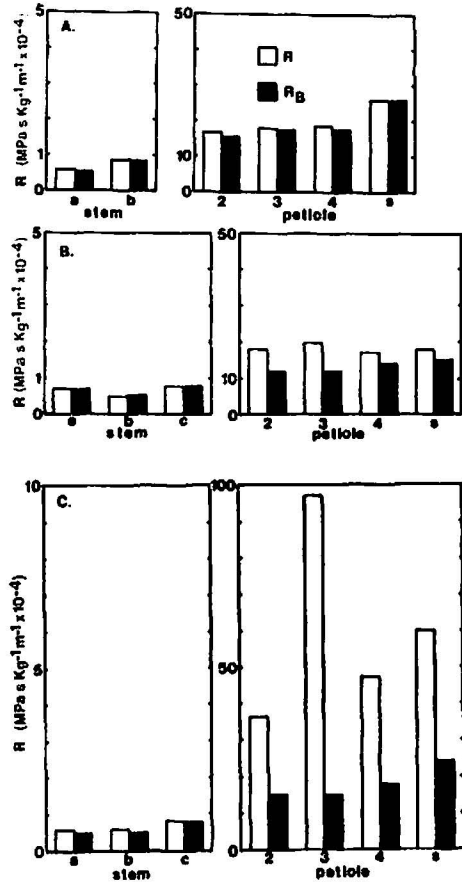 A.
R (MPa s Kg⁻¹ m⁻¹ x 10⁻⁴)
5
1
0
a b
stem
50
10
0
R
R_B
2 3 4 s
petiole
B.
R (MPa s Kg⁻¹ m⁻¹ x 10⁻⁴)
5
1
0
a b c
stem
50
10
0
2 3 4 s
petiole
C.
R (MPa s Kg⁻¹ m⁻¹ x 10⁻⁴)
10
5
0
a b c
stem
100
50
0
2 3 4 s
petiole